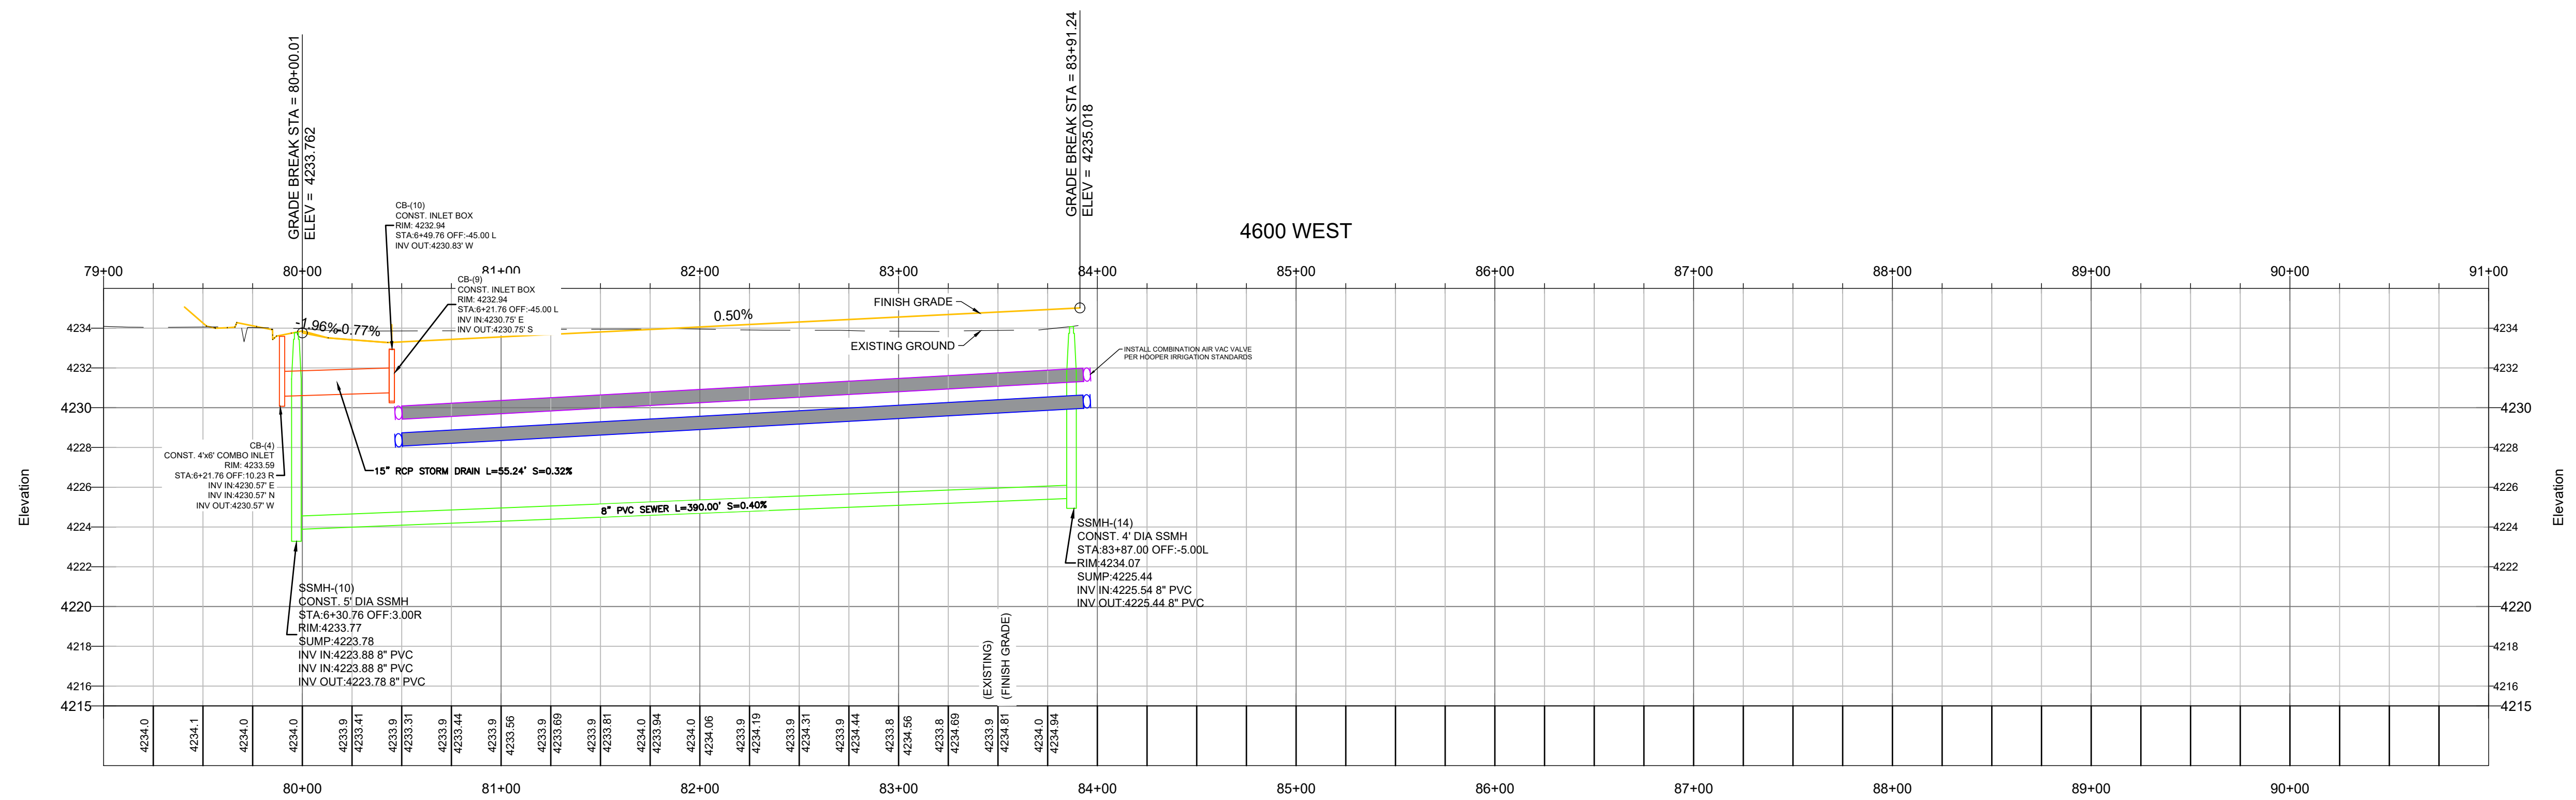 GRADE BREAK STA = 80+00.01
ELEV = 4233.762
GRADE BREAK STA = 83+91.24
ELEV = 4235.018
4600 WEST
CB-(10)
CONST. INLET BOX
RIM: 4232.94
STA:6+49.76 OFF:-45.00 L
INV OUT:4230.83' W
79+00 80+00 81+00 82+00 83+00 84+00 85+00 86+00 87+00 88+00 89+00 90+00 91+00
CB-(9)
CONST. INLET BOX
RIM: 4232.94
STA:6+21.76 OFF:-45.00 L
INV IN:4230.75' E
INV OUT:4230.75' S
-1.96%
-0.77%
0.50%
FINISH GRADE
EXISTING GROUND
INSTALL COMBINATION AIR VAC VALVE
PER HOOPER IRRIGATION STANDARDS
4234
4232
4230
4228
4226
4224
4222
4220
4218
4216
4215
Elevation
CB-(4)
CONST. 4'x6' COMBO INLET
RIM: 4233.59
STA:6+21.76 OFF:10.23 R
INV IN:4230.57' E
INV IN:4230.57' N
INV OUT:4230.57' W
15" RCP STORM DRAIN L=55.24' S=0.32%
8" PVC SEWER L=390.00' S=0.40%
SSMH-(10)
CONST. 5' DIA SSMH
STA:6+30.76 OFF:3.00R
RIM:4233.77
SUMP:4223.78
INV IN:4223.88 8" PVC
INV IN:4223.88 8" PVC
INV OUT:4223.78 8" PVC
SSMH-(14)
CONST. 4' DIA SSMH
STA:83+87.00 OFF:-5.00L
RIM:4234.07
SUMP:4225.44
INV IN:4225.54 8" PVC
INV OUT:4225.44 8" PVC
(EXISTING)
(FINISH GRADE)
4234
4232
4230
4228
4226
4224
4222
4220
4218
4216
4215
Elevation
4234.0
4234.1
4234.0
4234.0
4233.9
4233.41
4233.9
4233.31
4233.9
4233.44
4233.9
4233.56
4233.9
4233.69
4233.9
4233.81
4234.0
4233.94
4234.0
4234.06
4233.9
4234.19
4233.9
4234.31
4233.9
4234.44
4233.8
4234.56
4233.8
4234.69
4233.9
4234.81
4234.0
4234.94
80+00 81+00 82+00 83+00 84+00 85+00 86+00 87+00 88+00 89+00 90+00